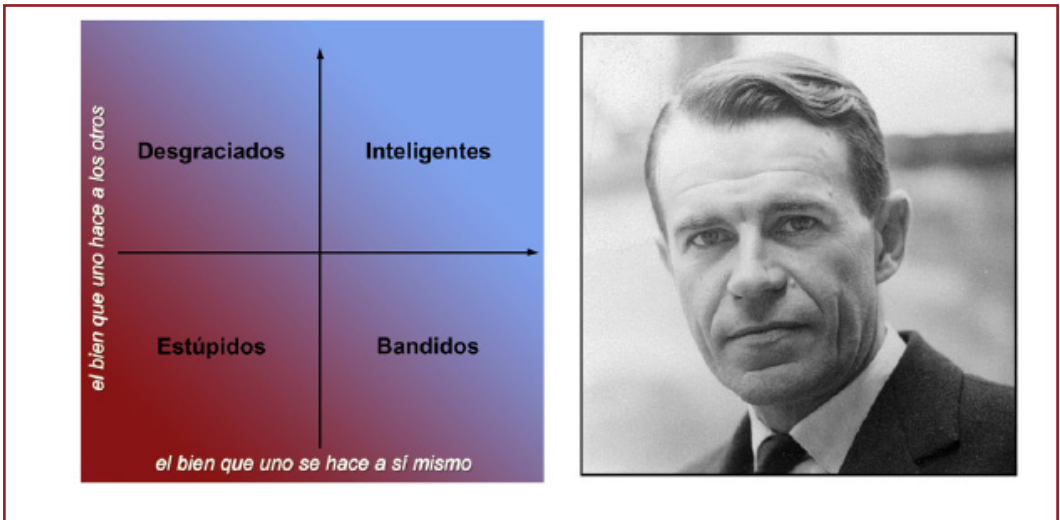 Desgraciados
Inteligentes
Estúpidos
Bandidos
el bien que uno hace a los otros
el bien que uno se hace a sí mismo